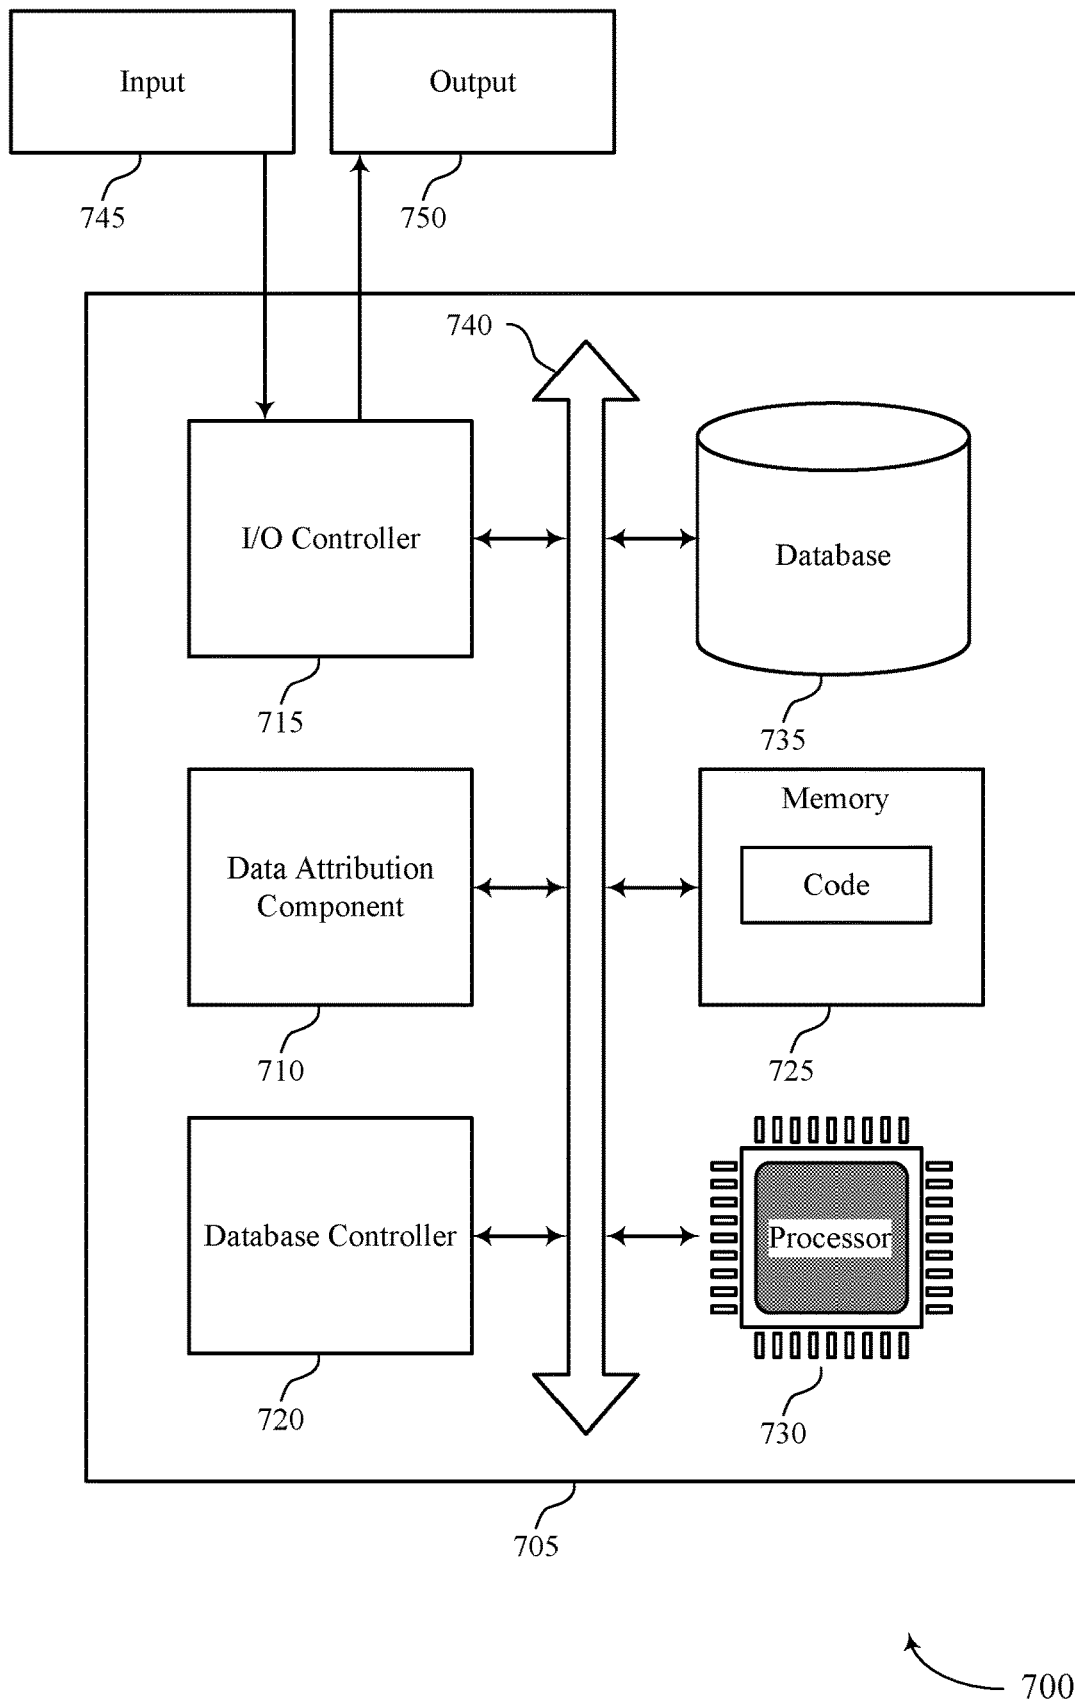 Input
Output
745
750
740
I/O Controller
Database
715
735
Data Attribution
Component
Memory
Code
710
725
Database Controller
Processor
720
730
705
700